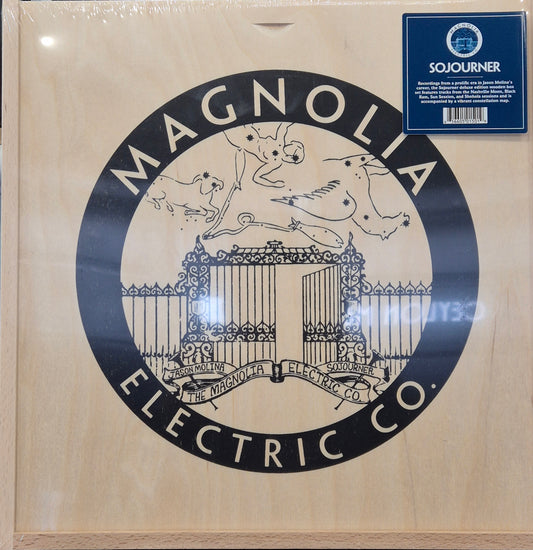 MAGNOLIA
ELECTRIC CO.
JASON MOLINA
SOJOURNER
THE MAGNOLIA ELECTRIC CO.
MAGNOLIA
SOJOURNER
Recordings from a prolific era in Jason Molina's
career, the Sojourner deluxe edition wooden box
set features tracks from the Nashville Moon, Black
Ram, Sun Session, and Shohola sessions and is
accompanied by a vibrant constellation map.